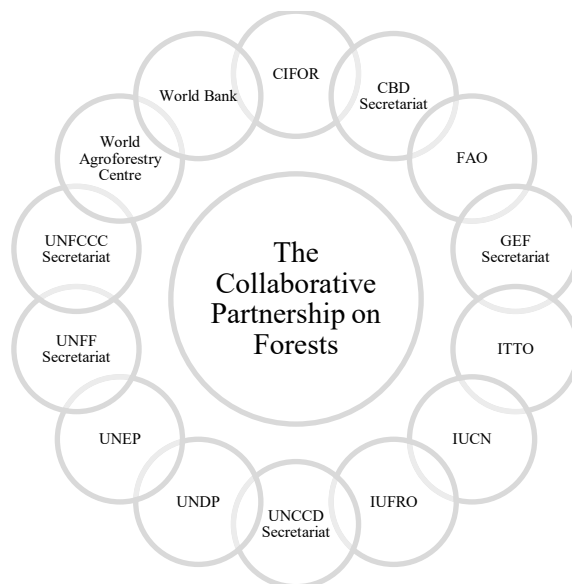 The
Collaborative
Partnership on
Forests
CIFOR
CBD
Secretariat
FAO
GEF
Secretariat
ITTO
IUCN
IUFRO
UNCCD
Secretariat
UNDP
UNEP
UNFF
Secretariat
UNFCCC
Secretariat
World
Agroforestry
Centre
World Bank